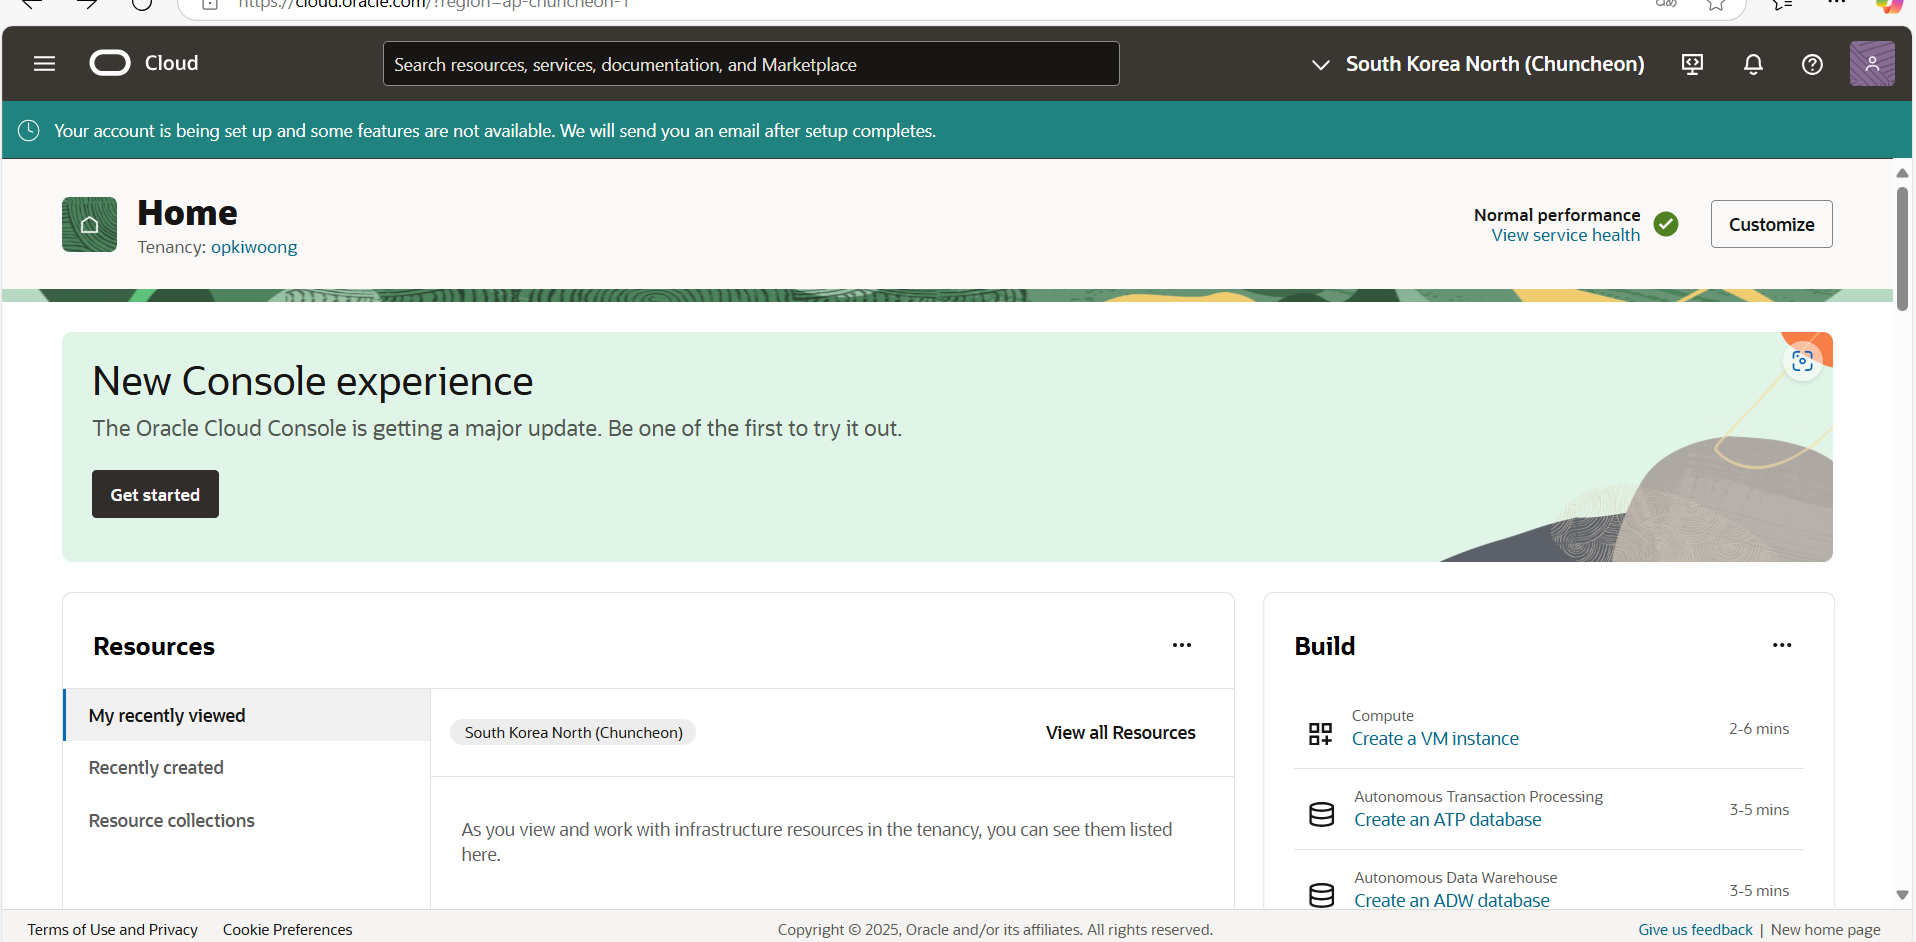 https://cloud.oracle.com/?region=ap-chuncheon-1
Cloud
Search resources, services, documentation, and Marketplace
South Korea North (Chuncheon)
Your account is being set up and some features are not available. We will send you an email after setup completes.
Home
Tenancy: opkiwoong
Normal performance
View service health
Customize
New Console experience
The Oracle Cloud Console is getting a major update. Be one of the first to try it out.
Get started
Resources
My recently viewed
Recently created
Resource collections
South Korea North (Chuncheon)
View all Resources
As you view and work with infrastructure resources in the tenancy, you can see them listed
here.
Build
Compute
Create a VM instance
2-6 mins
Autonomous Transaction Processing
Create an ATP database
3-5 mins
Autonomous Data Warehouse
Create an ADW database
3-5 mins
Terms of Use and Privacy
Cookie Preferences
Copyright © 2025, Oracle and/or its affiliates. All rights reserved.
Give us feedback | New home page